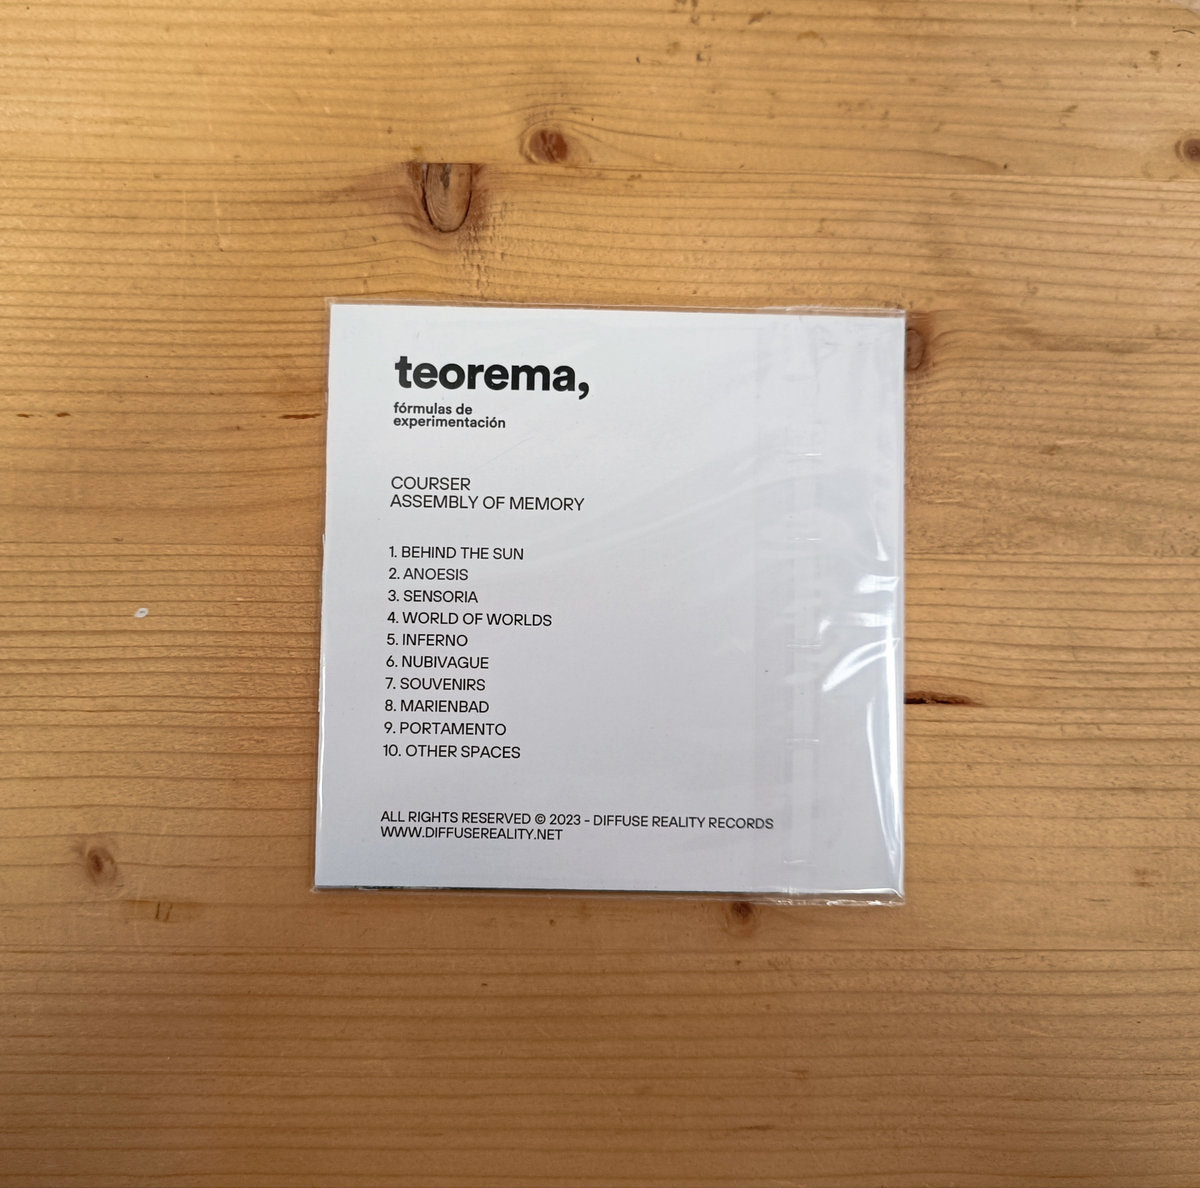 teorema,
fórmulas de
experimentación
COURSER
ASSEMBLY OF MEMORY
1. BEHIND THE SUN
2. ANOESIS
3. SENSORIA
4. WORLD OF WORLDS
5. INFERNO
6. NUBIVAGUE
7. SOUVENIRS
8. MARIENBAD
9. PORTAMENTO
10. OTHER SPACES
ALL RIGHTS RESERVED © 2023 - DIFFUSE REALITY RECORDS
WWW.DIFFUSEREALITY.NET